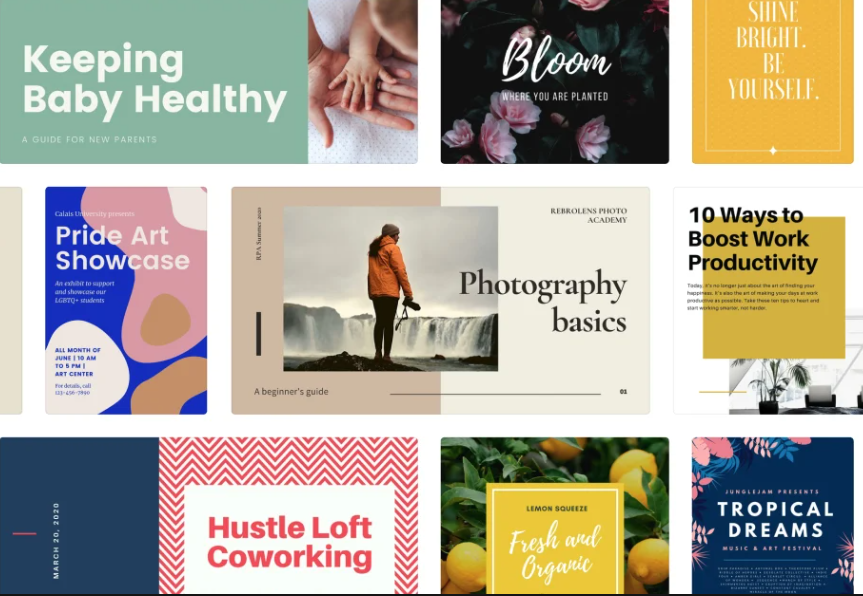 Keeping
Baby Healthy
A GUIDE FOR NEW PARENTS
Bloom
WHERE YOU ARE PLANTED
SHINE
BRIGHT.
BE
YOURSELF.
Calais University presents
Pride Art
Showcase
An exhibit to support
and showcase our
LGBTQ+ students
ALL MONTH OF
JUNE | 10 AM
TO 5 PM |
ART CENTER
For details, call
123-456-7890
RPA Summer 2020
REBROLENS PHOTO
ACADEMY
Photography
basics
A beginner's guide
01
10 Ways to
Boost Work
Productivity
Today, it's no longer just about the art of finding your
happiness. It's also the art of making your days at work
productive as possible. Take these ten tips to heart and
start working smarter, not harder.
MARCH 20, 2020
Hustle Loft
Coworking
LEMON SQUEEZE
Fresh and
Organic
JUNGLEJAM PRESENTS
TROPICAL
DREAMS
MUSIC & ART FESTIVAL